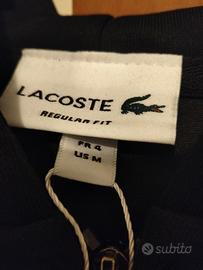 LACOSTE
REGULAR FIT
FR 4
US M
subito